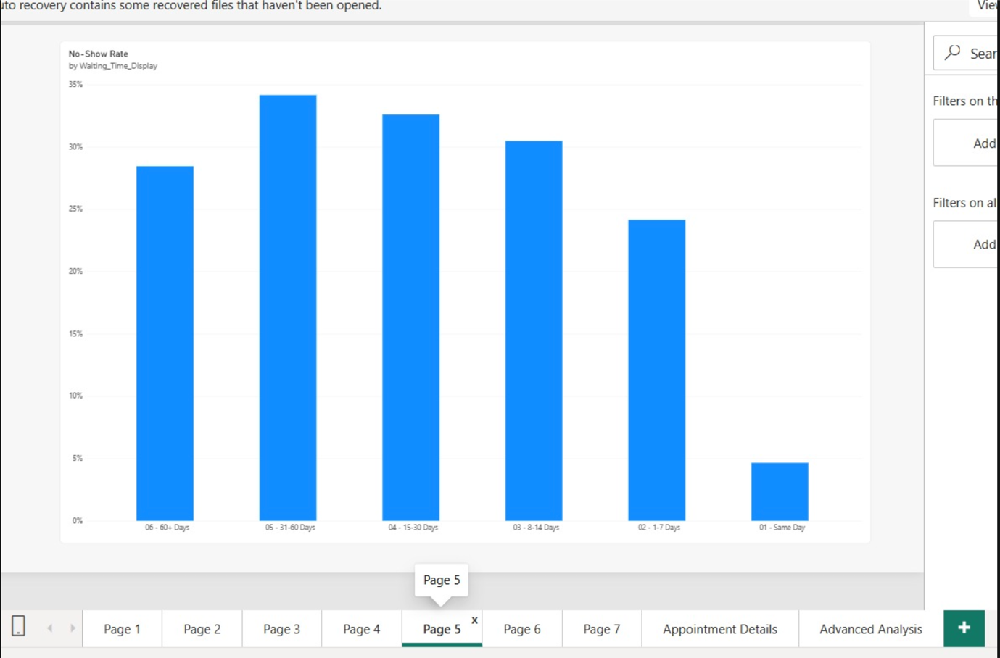 uto recovery contains some recovered files that haven't been opened.
View
No-Show Rate
by Waiting_Time_Display
35%
30%
25%
20%
15%
10%
5%
0%
06 - 60+ Days
05 - 31-60 Days
04 - 15-30 Days
03 - 8-14 Days
02 - 1-7 Days
01 - Same Day
Sear
Filters on th
Add
Filters on al
Add
Page 5
Page 1
Page 2
Page 3
Page 4
Page 5
x
Page 6
Page 7
Appointment Details
Advanced Analysis
+